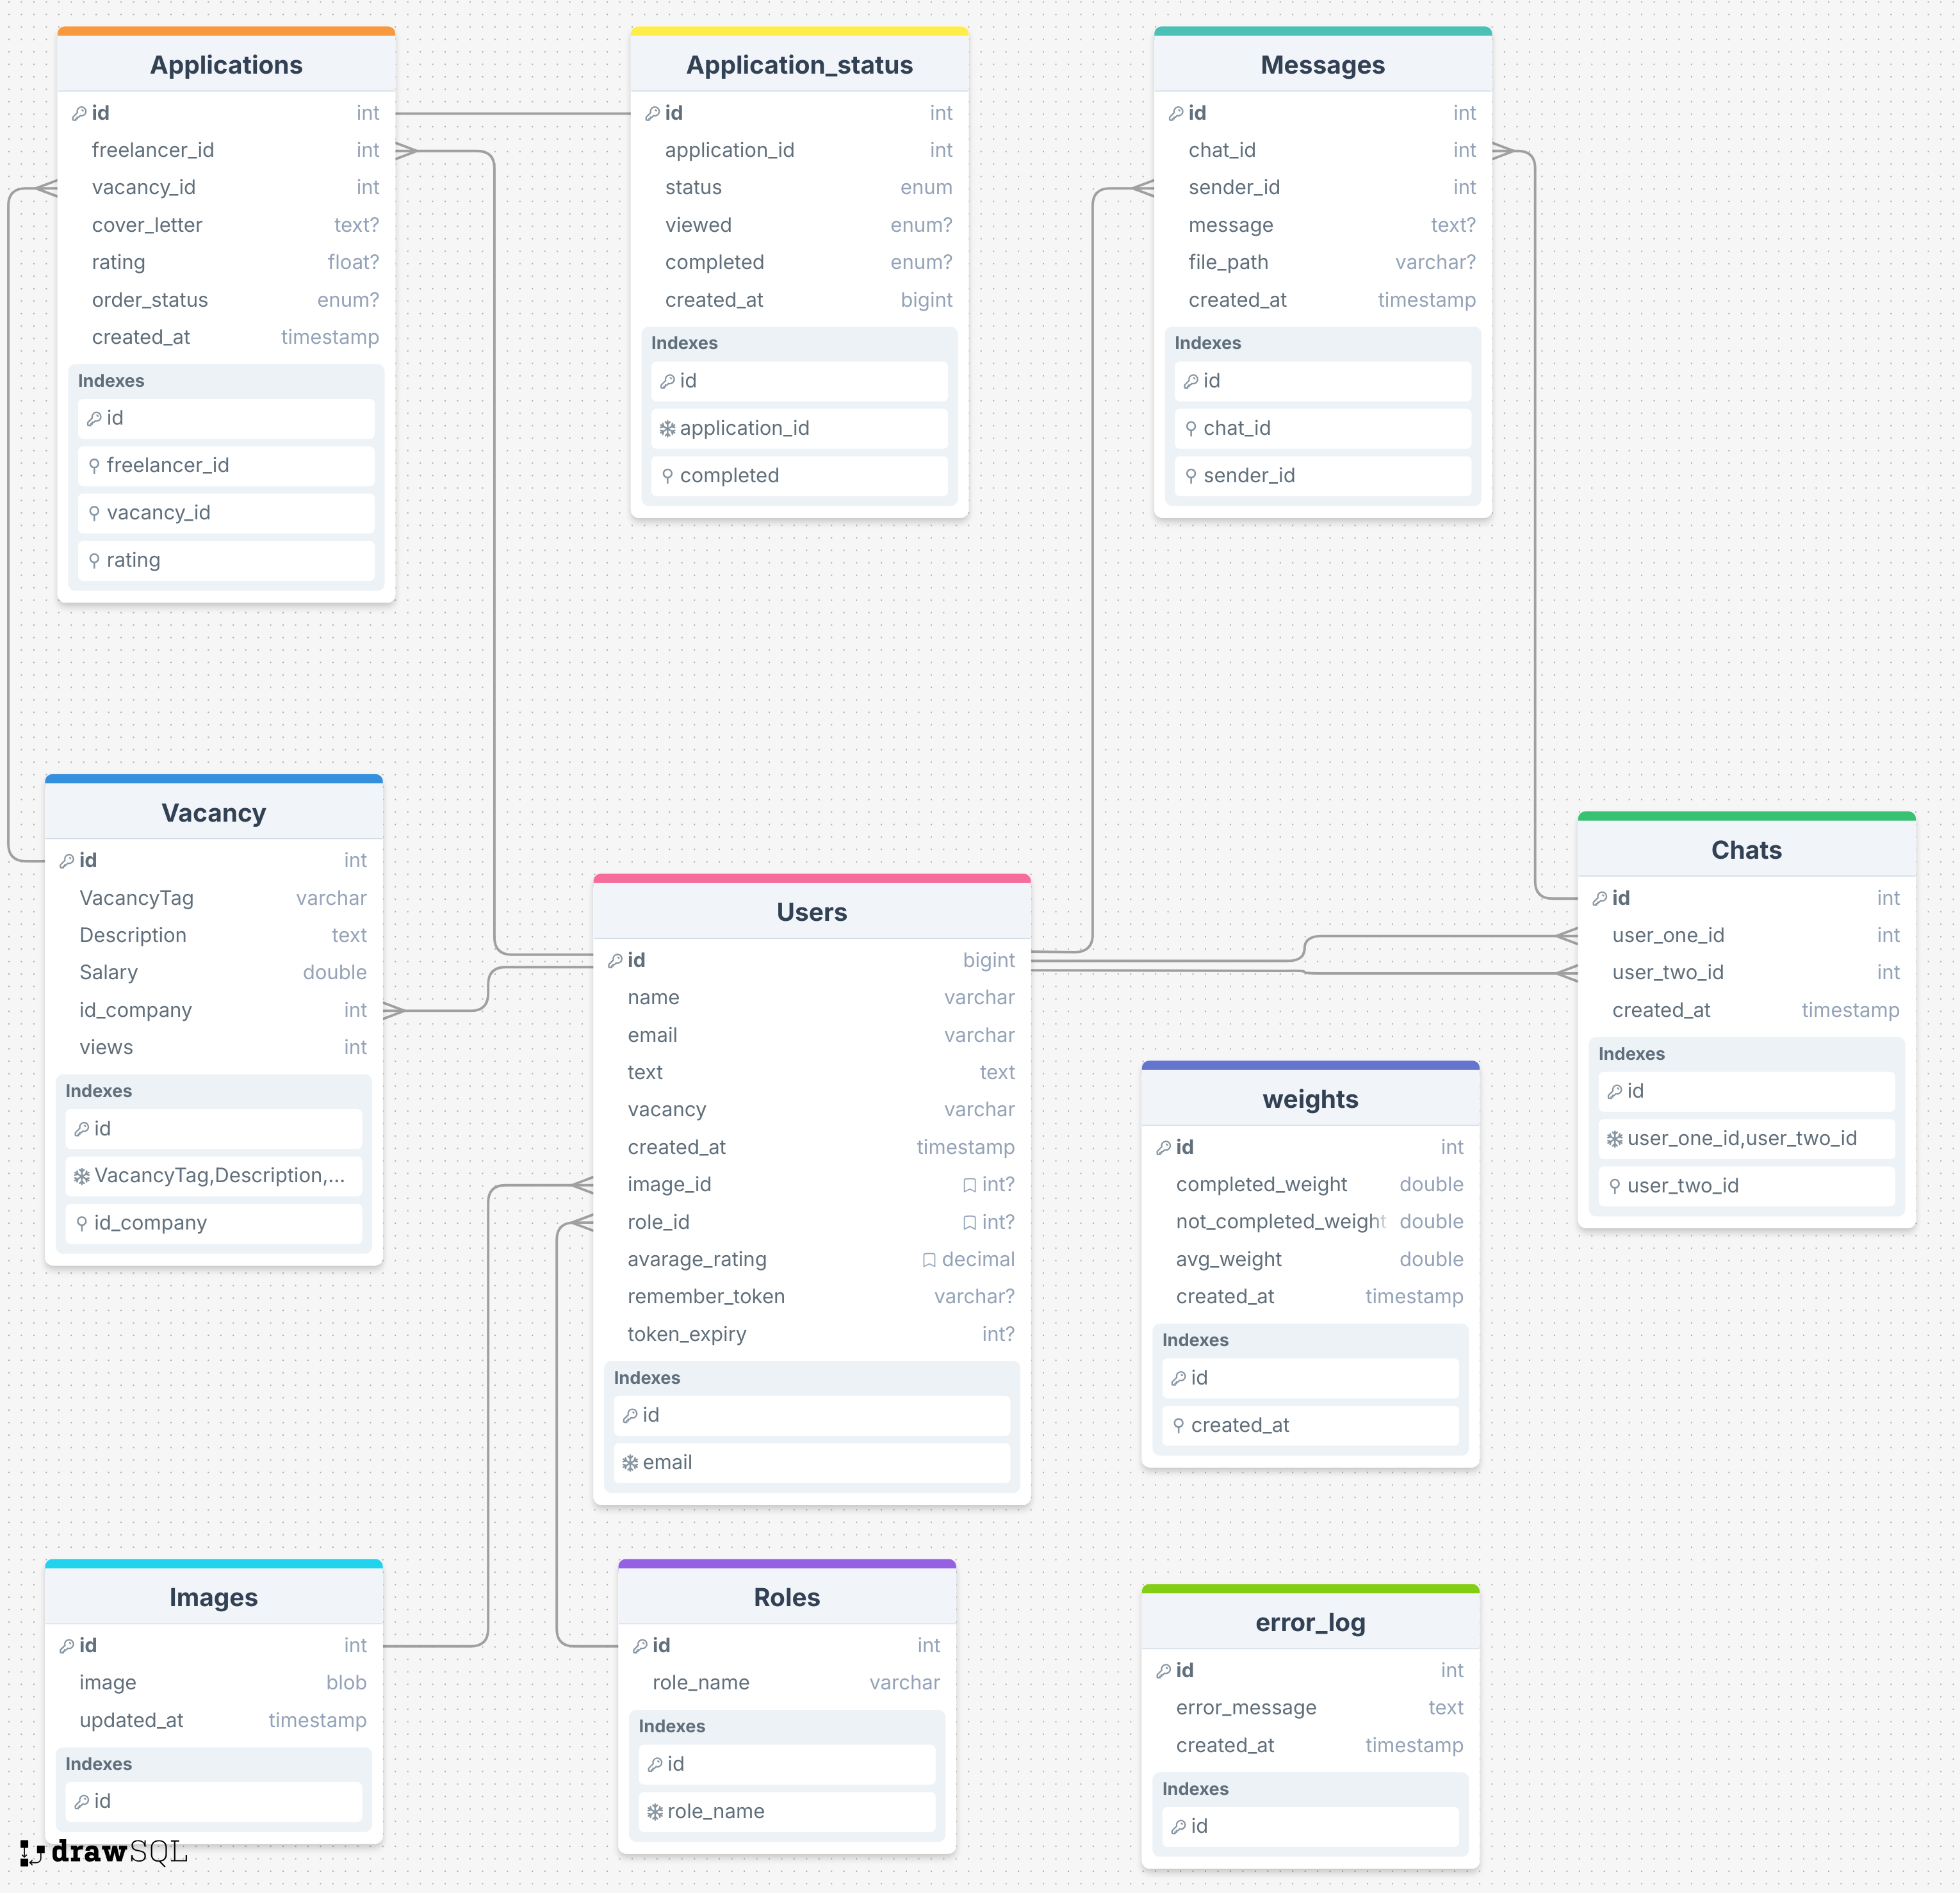 Applications
id int
freelancer_id int
vacancy_id int
cover_letter text?
rating float?
order_status enum?
created_at timestamp
Indexes
id
freelancer_id
vacancy_id
rating
Application_status
id int
application_id int
status enum
viewed enum?
completed enum?
created_at bigint
Indexes
id
application_id
completed
Messages
id int
chat_id int
sender_id int
message text?
file_path varchar?
created_at timestamp
Indexes
id
chat_id
sender_id
Vacancy
id int
VacancyTag varchar
Description text
Salary double
id_company int
views int
Indexes
id
VacancyTag,Description,...
id_company
Users
id bigint
name varchar
email varchar
text text
vacancy varchar
created_at timestamp
image_id int?
role_id int?
avarage_rating decimal
remember_token varchar?
token_expiry int?
Indexes
id
email
Chats
id int
user_one_id int
user_two_id int
created_at timestamp
Indexes
id
user_one_id,user_two_id
user_two_id
weights
id int
completed_weight double
not_completed_weight double
avg_weight double
created_at timestamp
Indexes
id
created_at
Images
id int
image blob
updated_at timestamp
Indexes
id
Roles
id int
role_name varchar
Indexes
id
role_name
error_log
id int
error_message text
created_at timestamp
Indexes
id
drawSQL